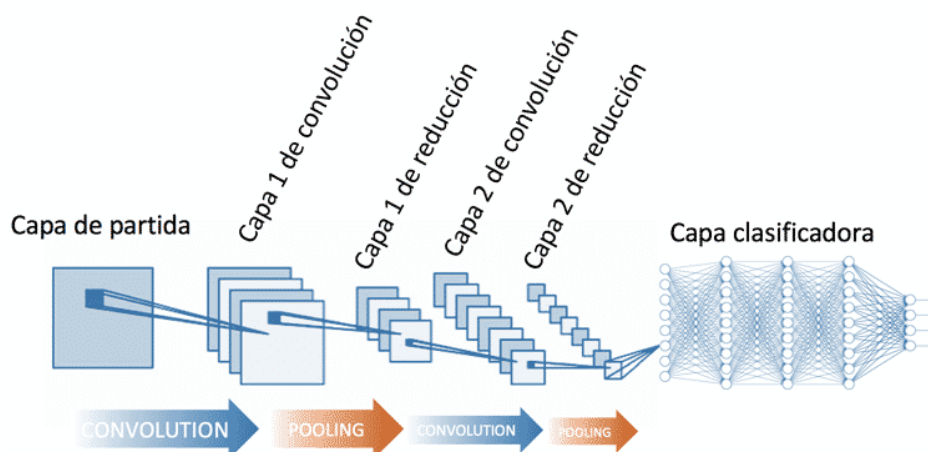 Capa de partida
Capa 1 de convolución
Capa 1 de reducción
Capa 2 de convolución
Capa 2 de reducción
Capa clasificadora
CONVOLUTION
POOLING
CONVOLUTION
POOLING